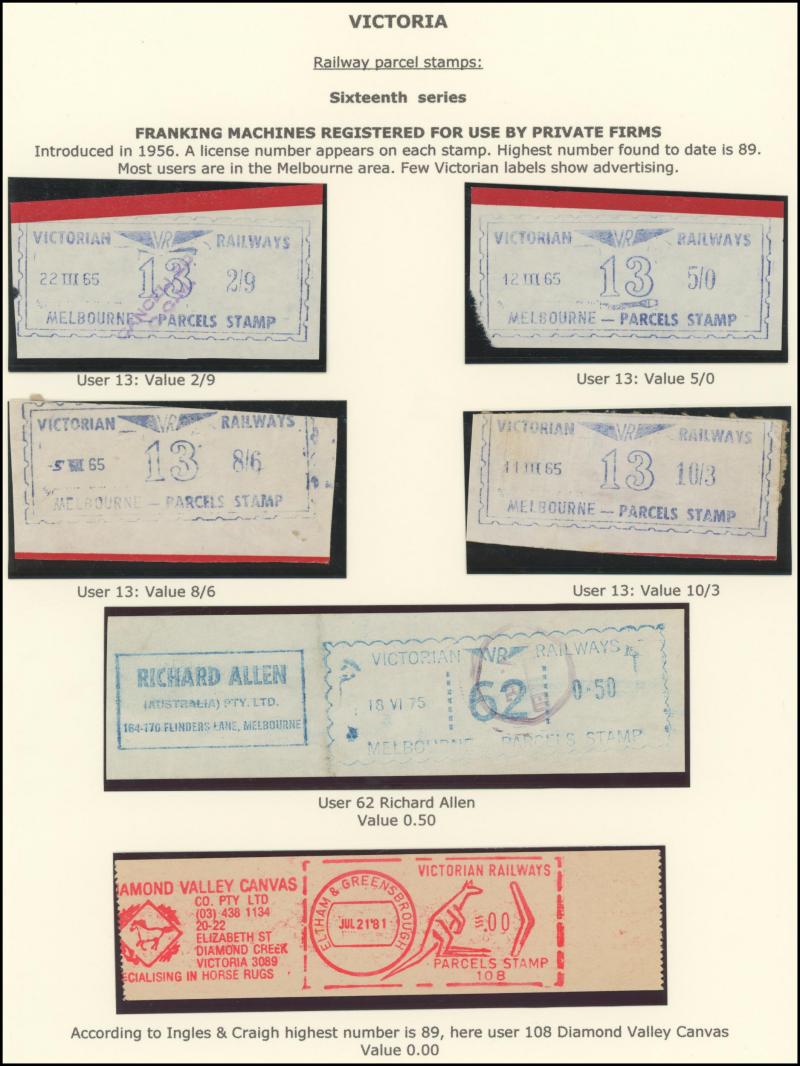 VICTORIA
Railway parcel stamps:
Sixteenth series
FRANKING MACHINES REGISTERED FOR USE BY PRIVATE FIRMS
Introduced in 1956. A license number appears on each stamp. Highest number found to date is 89.
Most users are in the Melbourne area. Few Victorian labels show advertising.
VICTORIAN VR RAILWAYS
22 III 65 13 2/9
MELBOURNE — PARCELS STAMP
User 13: Value 2/9
VICTORIAN VR RAILWAYS
12 III 65 13 5/0
MELBOURNE — PARCELS STAMP
User 13: Value 5/0
VICTORIAN VR RAILWAYS
-5 65 13 8/6
MELBOURNE — PARCELS STAMP
User 13: Value 8/6
VICTORIAN VR RAILWAYS
11 III 65 13 10/3
MELBOURNE — PARCELS STAMP
User 13: Value 10/3
RICHARD ALLEN
(AUSTRALIA) PTY. LTD.
164-170 FLINDERS LANE, MELBOURNE
VICTORIAN VR RAILWAYS
18 VI 75 62 0·50
MELBOURNE PARCELS STAMP
User 62 Richard Allen
Value 0.50
AMOND VALLEY CANVAS
CO. PTY LTD
(03) 438 1134
20-22
ELIZABETH ST
DIAMOND CREEK
VICTORIA 3089
ECIALISING IN HORSE RUGS
ELTHAM & GREENSBROUGH
JUL 21'81
VICTORIAN RAILWAYS
.00
PARCELS STAMP
108
According to Ingles & Craigh highest number is 89, here user 108 Diamond Valley Canvas
Value 0.00